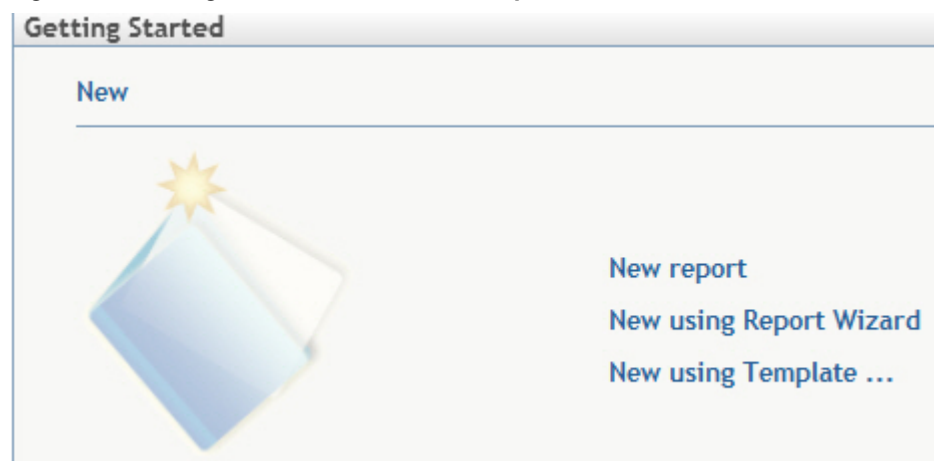 Getting Started
New
New report
New using Report Wizard
New using Template ...